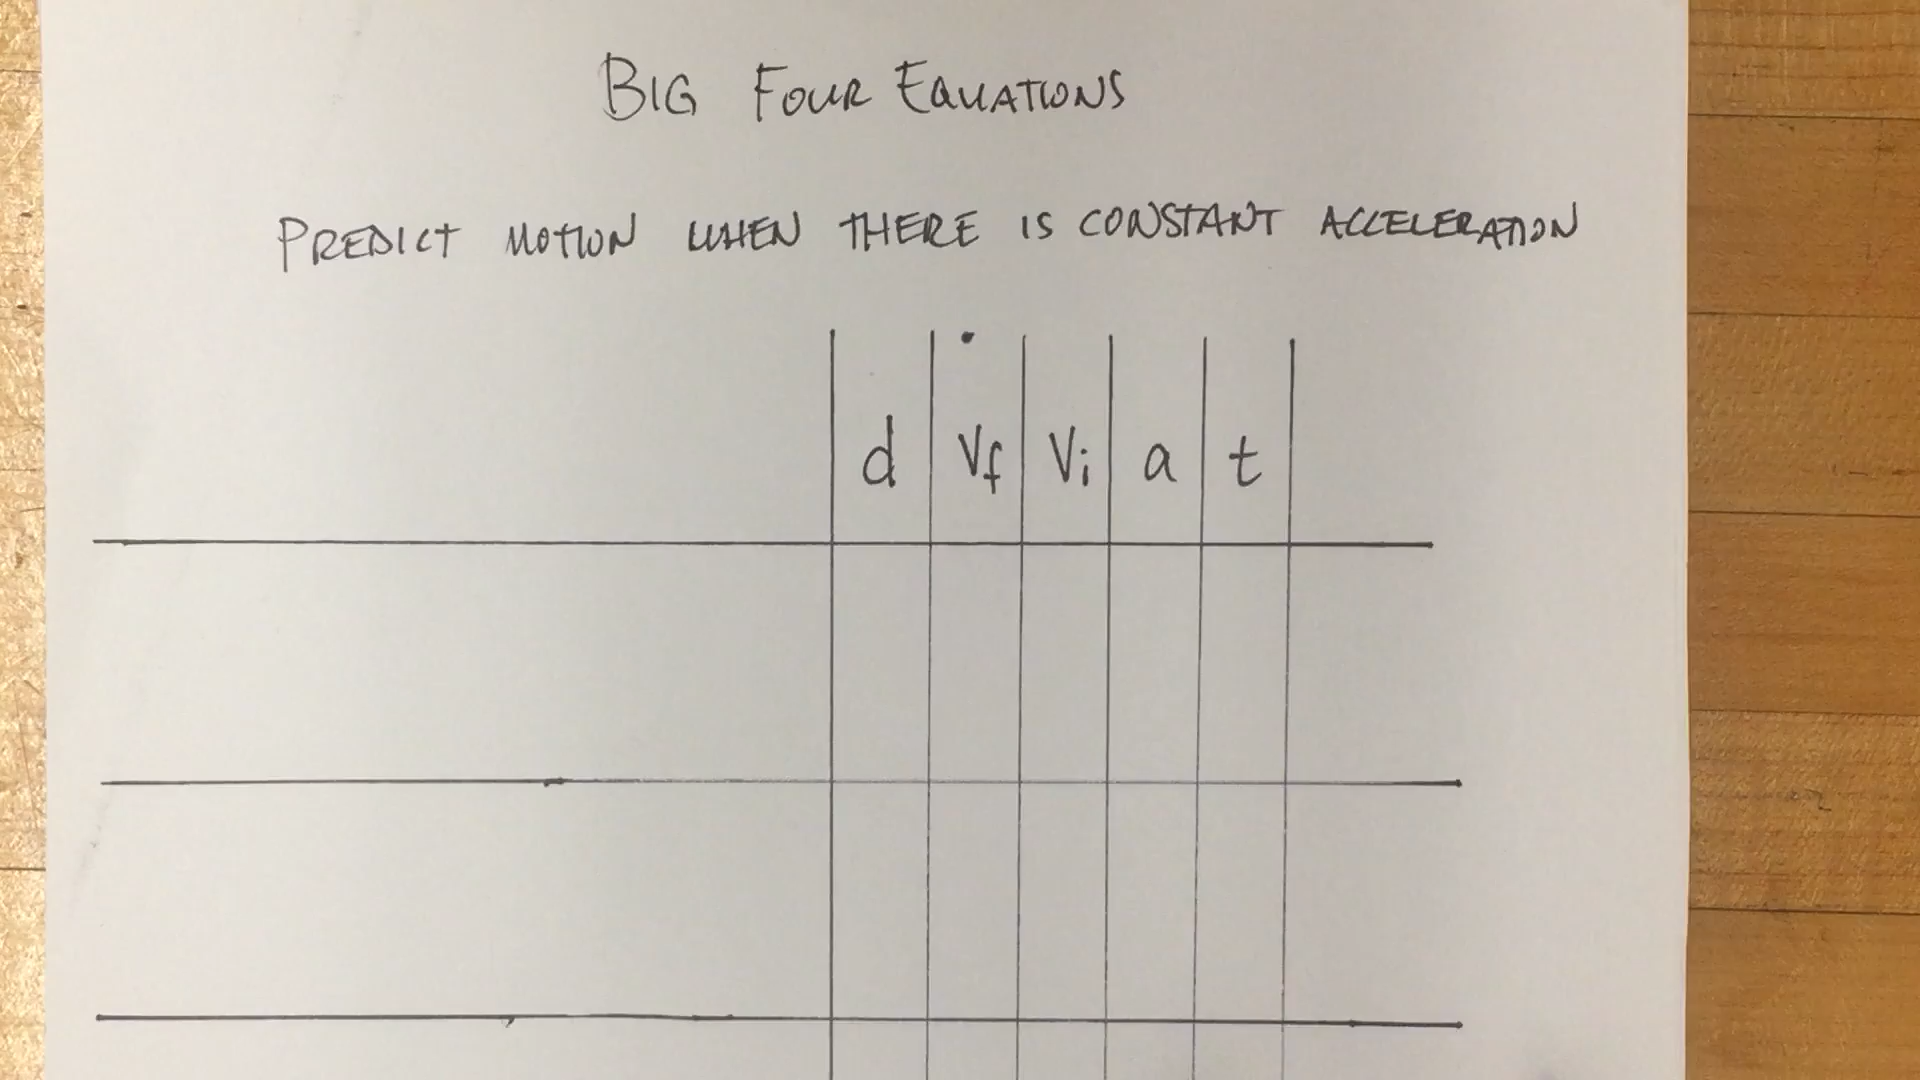 BIG FOUR EQUATIONS
PREDICT MOTION WHEN THERE IS CONSTANT ACCELERATION
d Vf Vi a t